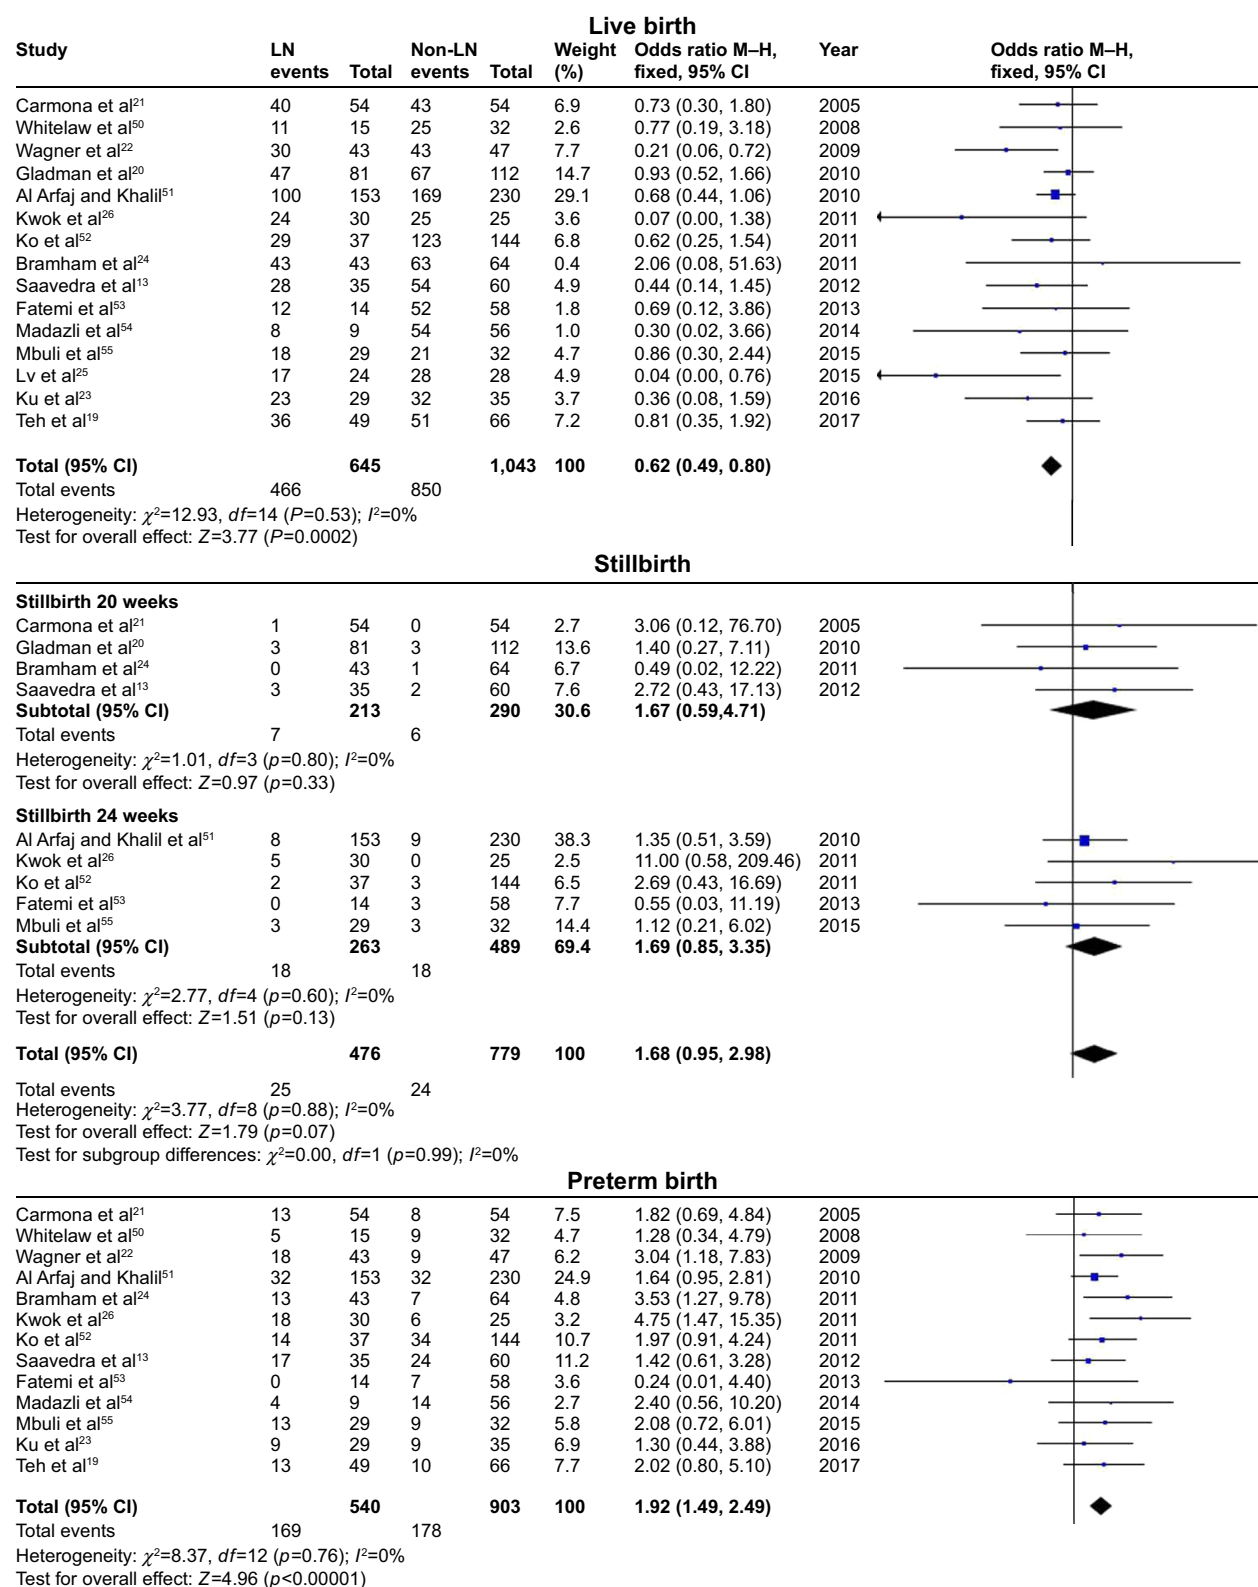 Live birth
Study LN events Total Non-LN events Total Weight (%) Odds ratio M–H, fixed, 95% CI Year Odds ratio M–H, fixed, 95% CI
Carmona et al21 40 54 43 54 6.9 0.73 (0.30, 1.80) 2005
Whitelaw et al50 11 15 25 32 2.6 0.77 (0.19, 3.18) 2008
Wagner et al22 30 43 43 47 7.7 0.21 (0.06, 0.72) 2009
Gladman et al20 47 81 67 112 14.7 0.93 (0.52, 1.66) 2010
Al Arfaj and Khalil51 100 153 169 230 29.1 0.68 (0.44, 1.06) 2010
Kwok et al26 24 30 25 25 3.6 0.07 (0.00, 1.38) 2011
Ko et al52 29 37 123 144 6.8 0.62 (0.25, 1.54) 2011
Bramham et al24 43 43 63 64 0.4 2.06 (0.08, 51.63) 2011
Saavedra et al13 28 35 54 60 4.9 0.44 (0.14, 1.45) 2012
Fatemi et al53 12 14 52 58 1.8 0.69 (0.12, 3.86) 2013
Madazli et al54 8 9 54 56 1.0 0.30 (0.02, 3.66) 2014
Mbuli et al55 18 29 21 32 4.7 0.86 (0.30, 2.44) 2015
Lv et al25 17 24 28 28 4.9 0.04 (0.00, 0.76) 2015
Ku et al23 23 29 32 35 3.7 0.36 (0.08, 1.59) 2016
Teh et al19 36 49 51 66 7.2 0.81 (0.35, 1.92) 2017
Total (95% CI) 645 1,043 100 0.62 (0.49, 0.80)
Total events 466 850
Heterogeneity: χ²=12.93, df=14 (P=0.53); I²=0%
Test for overall effect: Z=3.77 (P=0.0002)
Stillbirth
Stillbirth 20 weeks
Carmona et al21 1 54 0 54 2.7 3.06 (0.12, 76.70) 2005
Gladman et al20 3 81 3 112 13.6 1.40 (0.27, 7.11) 2010
Bramham et al24 0 43 1 64 6.7 0.49 (0.02, 12.22) 2011
Saavedra et al13 3 35 2 60 7.6 2.72 (0.43, 17.13) 2012
Subtotal (95% CI) 213 290 30.6 1.67 (0.59,4.71)
Total events 7 6
Heterogeneity: χ²=1.01, df=3 (p=0.80); I²=0%
Test for overall effect: Z=0.97 (p=0.33)
Stillbirth 24 weeks
Al Arfaj and Khalil et al51 8 153 9 230 38.3 1.35 (0.51, 3.59) 2010
Kwok et al26 5 30 0 25 2.5 11.00 (0.58, 209.46) 2011
Ko et al52 2 37 3 144 6.5 2.69 (0.43, 16.69) 2011
Fatemi et al53 0 14 3 58 7.7 0.55 (0.03, 11.19) 2013
Mbuli et al55 3 29 3 32 14.4 1.12 (0.21, 6.02) 2015
Subtotal (95% CI) 263 489 69.4 1.69 (0.85, 3.35)
Total events 18 18
Heterogeneity: χ²=2.77, df=4 (p=0.60); I²=0%
Test for overall effect: Z=1.51 (p=0.13)
Total (95% CI) 476 779 100 1.68 (0.95, 2.98)
Total events 25 24
Heterogeneity: χ²=3.77, df=8 (p=0.88); I²=0%
Test for overall effect: Z=1.79 (p=0.07)
Test for subgroup differences: χ²=0.00, df=1 (p=0.99); I²=0%
Preterm birth
Carmona et al21 13 54 8 54 7.5 1.82 (0.69, 4.84) 2005
Whitelaw et al50 5 15 9 32 4.7 1.28 (0.34, 4.79) 2008
Wagner et al22 18 43 9 47 6.2 3.04 (1.18, 7.83) 2009
Al Arfaj and Khalil51 32 153 32 230 24.9 1.64 (0.95, 2.81) 2010
Bramham et al24 13 43 7 64 4.8 3.53 (1.27, 9.78) 2011
Kwok et al26 18 30 6 25 3.2 4.75 (1.47, 15.35) 2011
Ko et al52 14 37 34 144 10.7 1.97 (0.91, 4.24) 2011
Saavedra et al13 17 35 24 60 11.2 1.42 (0.61, 3.28) 2012
Fatemi et al53 0 14 7 58 3.6 0.24 (0.01, 4.40) 2013
Madazli et al54 4 9 14 56 2.7 2.40 (0.56, 10.20) 2014
Mbuli et al55 13 29 9 32 5.8 2.08 (0.72, 6.01) 2015
Ku et al23 9 29 9 35 6.9 1.30 (0.44, 3.88) 2016
Teh et al19 13 49 10 66 7.7 2.02 (0.80, 5.10) 2017
Total (95% CI) 540 903 100 1.92 (1.49, 2.49)
Total events 169 178
Heterogeneity: χ²=8.37, df=12 (p=0.76); I²=0%
Test for overall effect: Z=4.96 (p<0.00001)